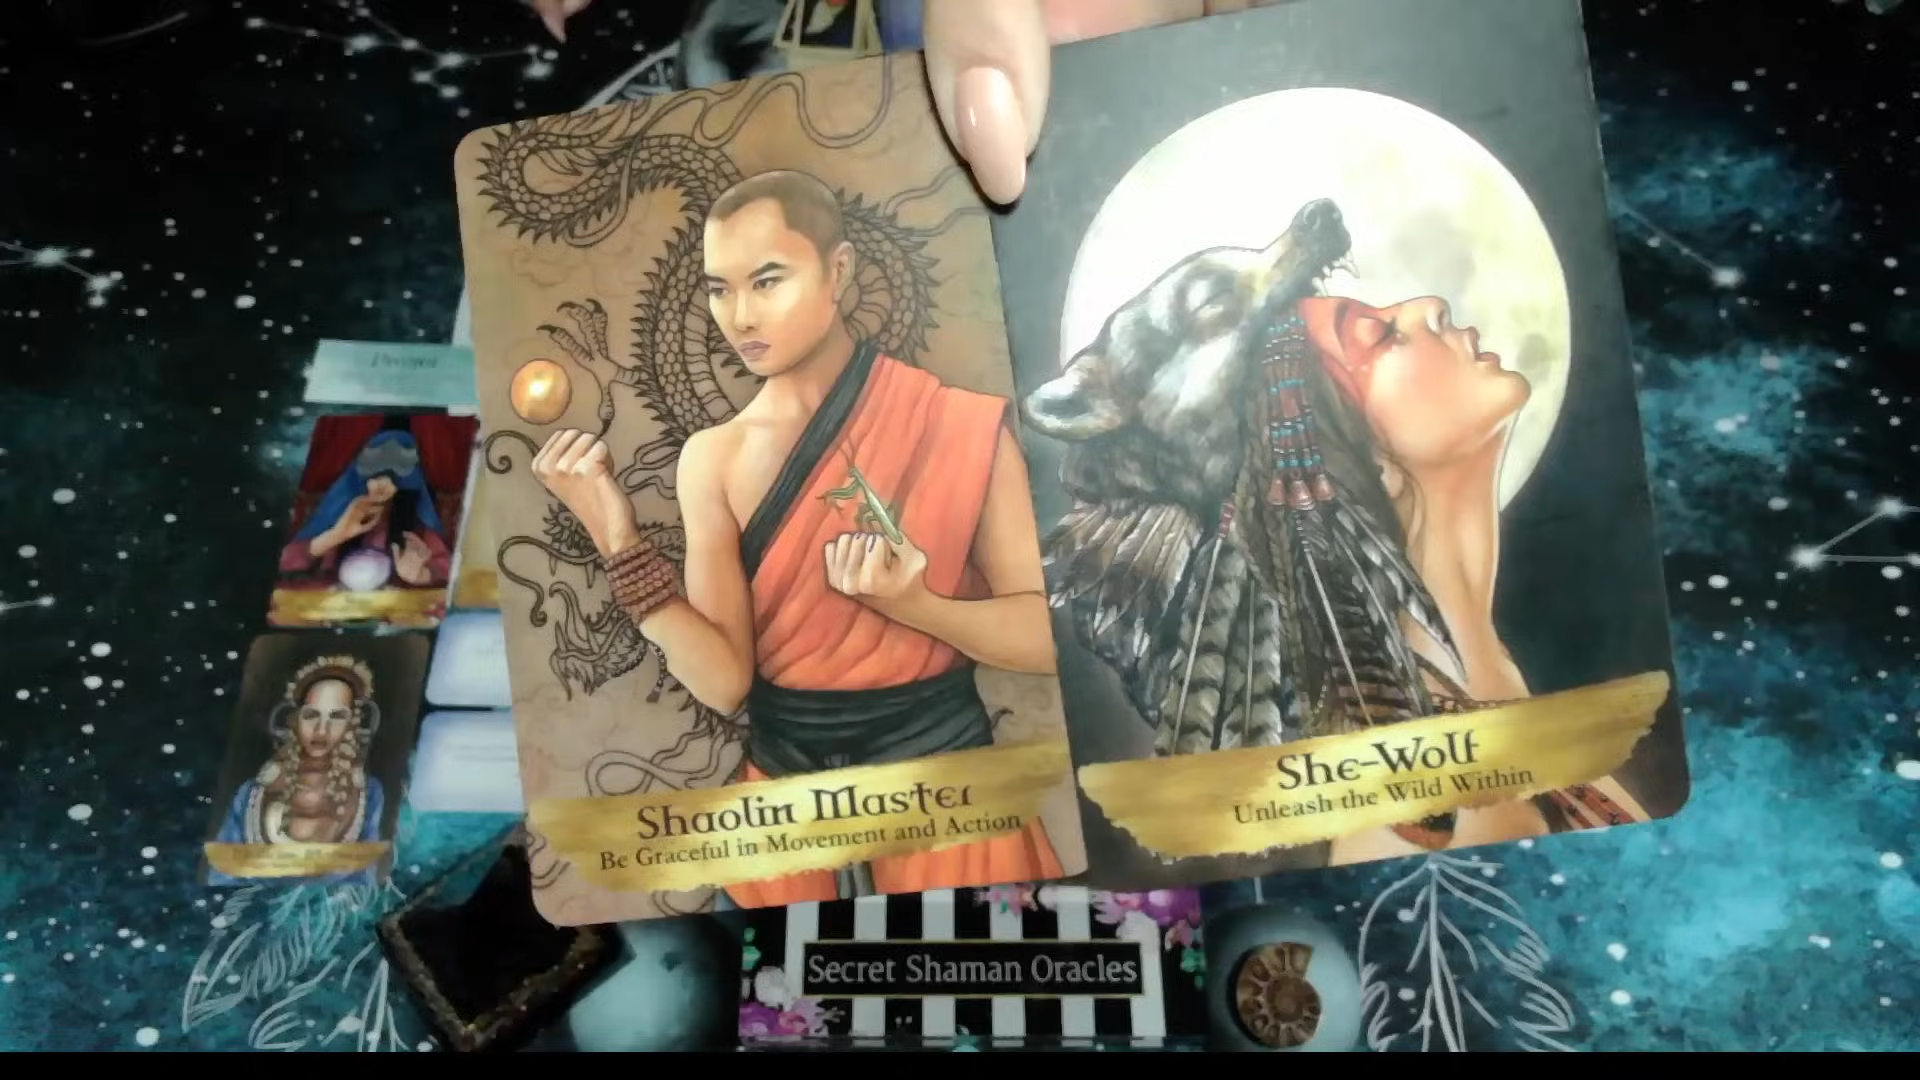 Shaolin Master
Be Graceful in Movement and Action
She-Wolf
Unleash the Wild Within
Secret Shaman Oracles